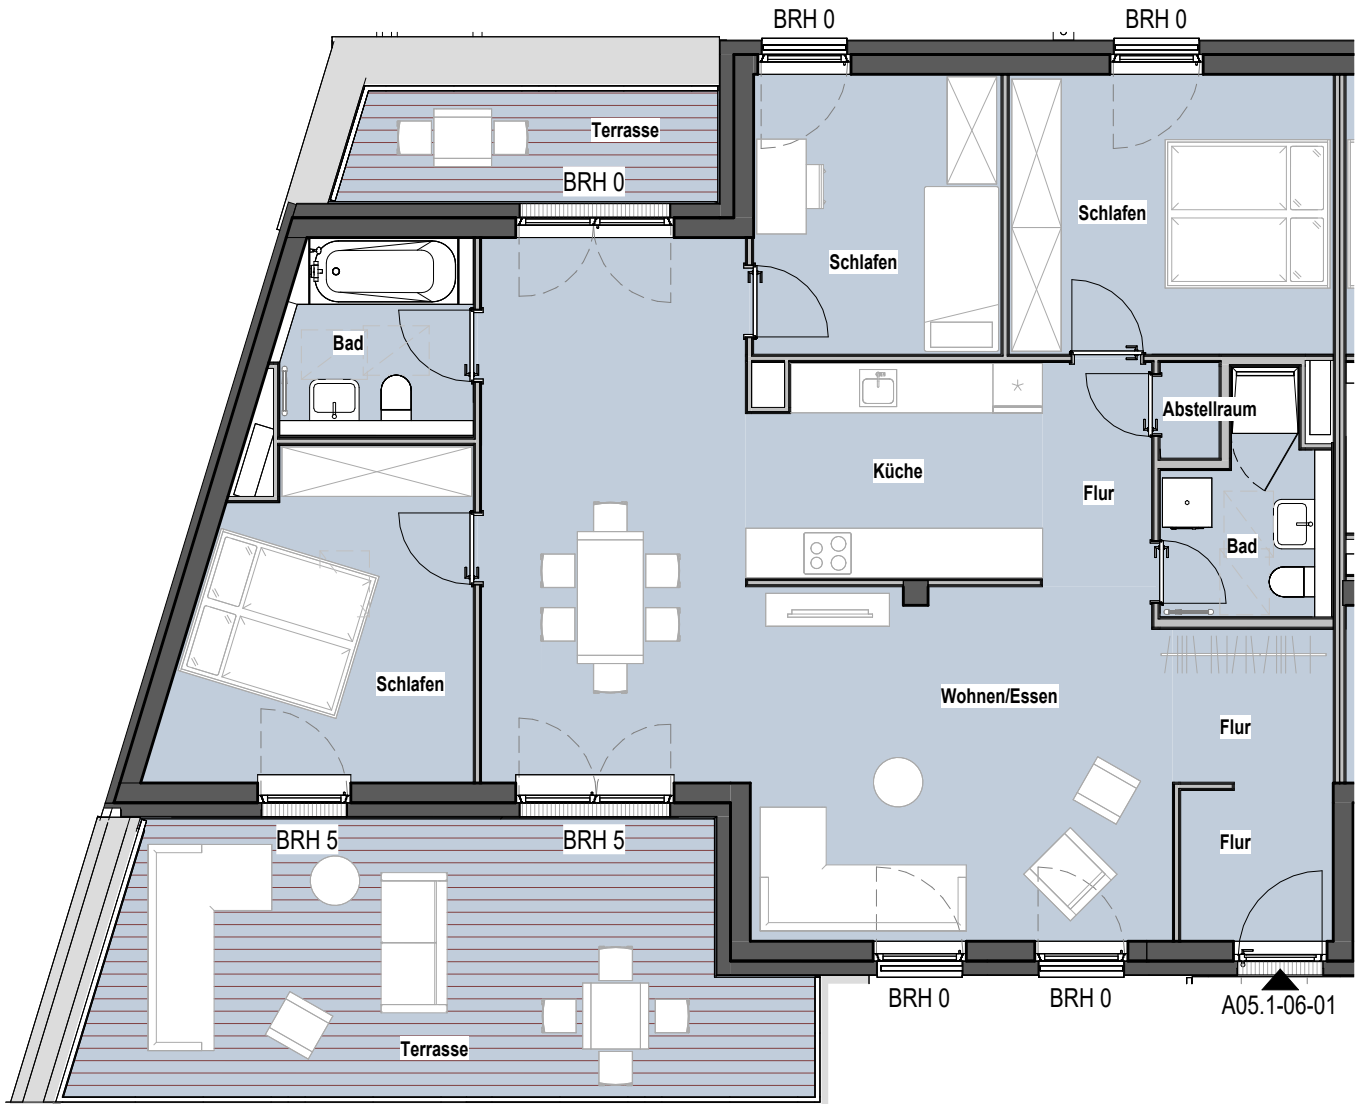 BRH 0
BRH 0
Terrasse
BRH 0
Schlafen
Schlafen
Bad
Abstellraum
Küche
Flur
Bad
Schlafen
Wohnen/Essen
Flur
BRH 5
BRH 5
Flur
BRH 0
BRH 0
A05.1-06-01
Terrasse